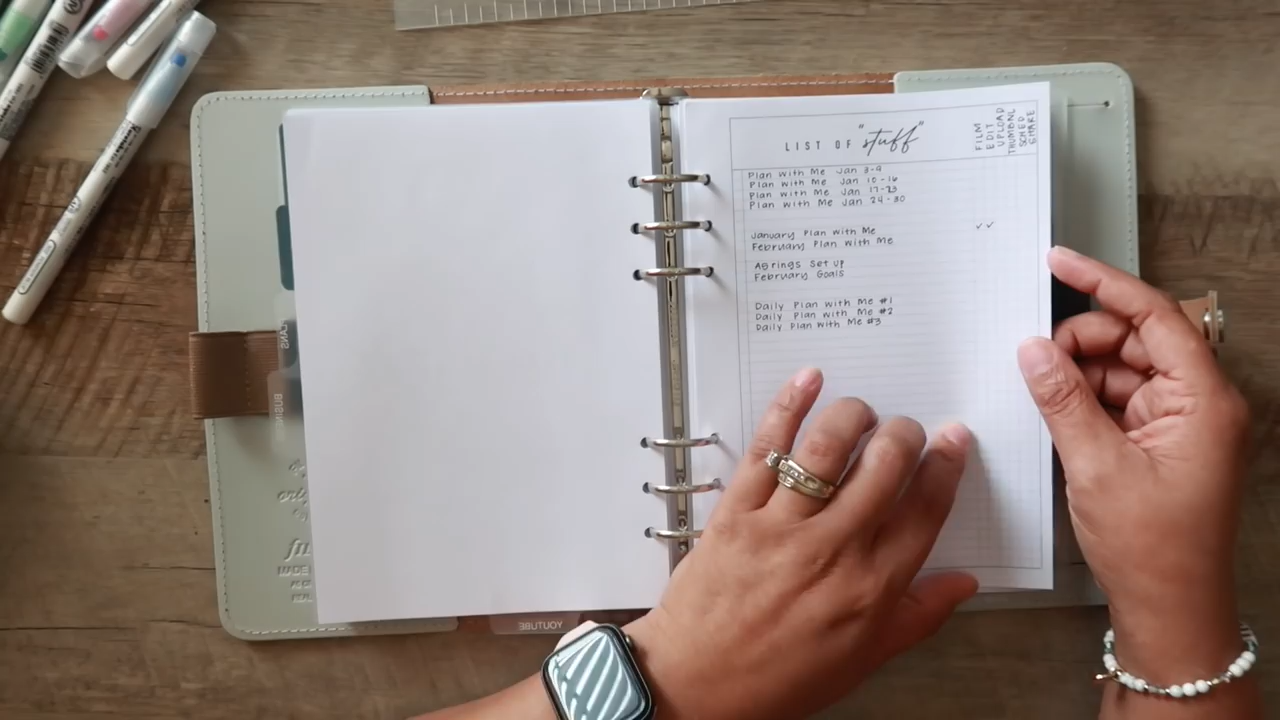 LIST OF "stuff"
FILM
EDIT
UPLOAD
THUMBNL
SCHED
SHARE
Plan with Me Jan 3-9
Plan with Me Jan 10-16
Plan with Me Jan 17-23
Plan with Me Jan 24-30
January Plan with Me
✓✓
February Plan with Me
A5 rings set up
February Goals
Daily Plan with Me #1
Daily Plan with Me #2
Daily Plan with Me #3
YOUTUBE